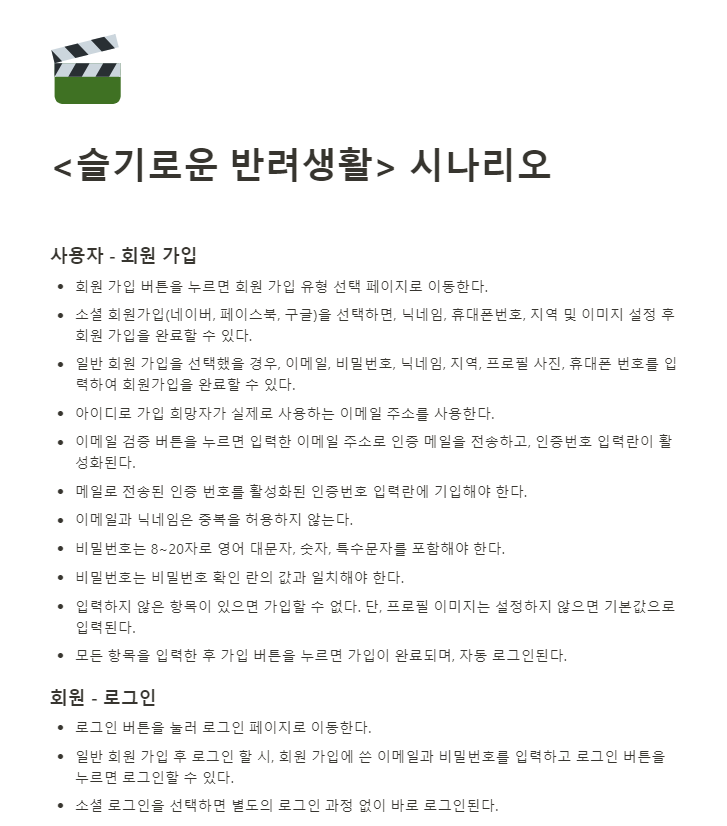 <슬기로운 반려생활> 시나리오
사용자 - 회원 가입
• 회원 가입 버튼을 누르면 회원 가입 유형 선택 페이지로 이동한다.
• 소셜 회원가입(네이버, 페이스북, 구글)을 선택하면, 닉네임, 휴대폰번호, 지역 및 이미지 설정 후
회원 가입을 완료할 수 있다.
• 일반 회원 가입을 선택했을 경우, 이메일, 비밀번호, 닉네임, 지역, 프로필 사진, 휴대폰 번호를 입
력하여 회원가입을 완료할 수 있다.
• 아이디로 가입 희망자가 실제로 사용하는 이메일 주소를 사용한다.
• 이메일 검증 버튼을 누르면 입력한 이메일 주소로 인증 메일을 전송하고, 인증번호 입력란이 활
성화된다.
• 메일로 전송된 인증 번호를 활성화된 인증번호 입력란에 기입해야 한다.
• 이메일과 닉네임은 중복을 허용하지 않는다.
• 비밀번호는 8~20자로 영어 대문자, 숫자, 특수문자를 포함해야 한다.
• 비밀번호는 비밀번호 확인 란의 값과 일치해야 한다.
• 입력하지 않은 항목이 있으면 가입할 수 없다. 단, 프로필 이미지는 설정하지 않으면 기본값으로
입력된다.
• 모든 항목을 입력한 후 가입 버튼을 누르면 가입이 완료되며, 자동 로그인된다.
회원 - 로그인
• 로그인 버튼을 눌러 로그인 페이지로 이동한다.
• 일반 회원 가입 후 로그인 할 시, 회원 가입에 쓴 이메일과 비밀번호를 입력하고 로그인 버튼을
누르면 로그인할 수 있다.
• 소셜 로그인을 선택하면 별도의 로그인 과정 없이 바로 로그인된다.